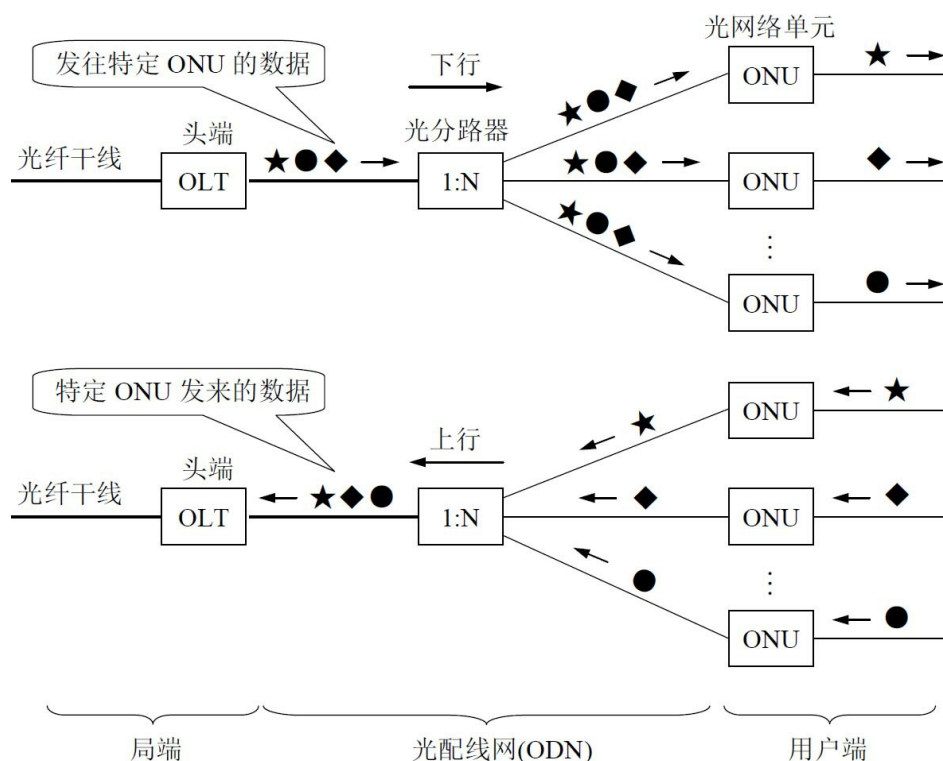 光网络单元
发往特定 ONU 的数据
下行
ONU
头端
光分路器
光纤干线
OLT
1:N
ONU
ONU
特定 ONU 发来的数据
上行
ONU
头端
光纤干线
OLT
1:N
ONU
ONU
局端
光配线网(ODN)
用户端